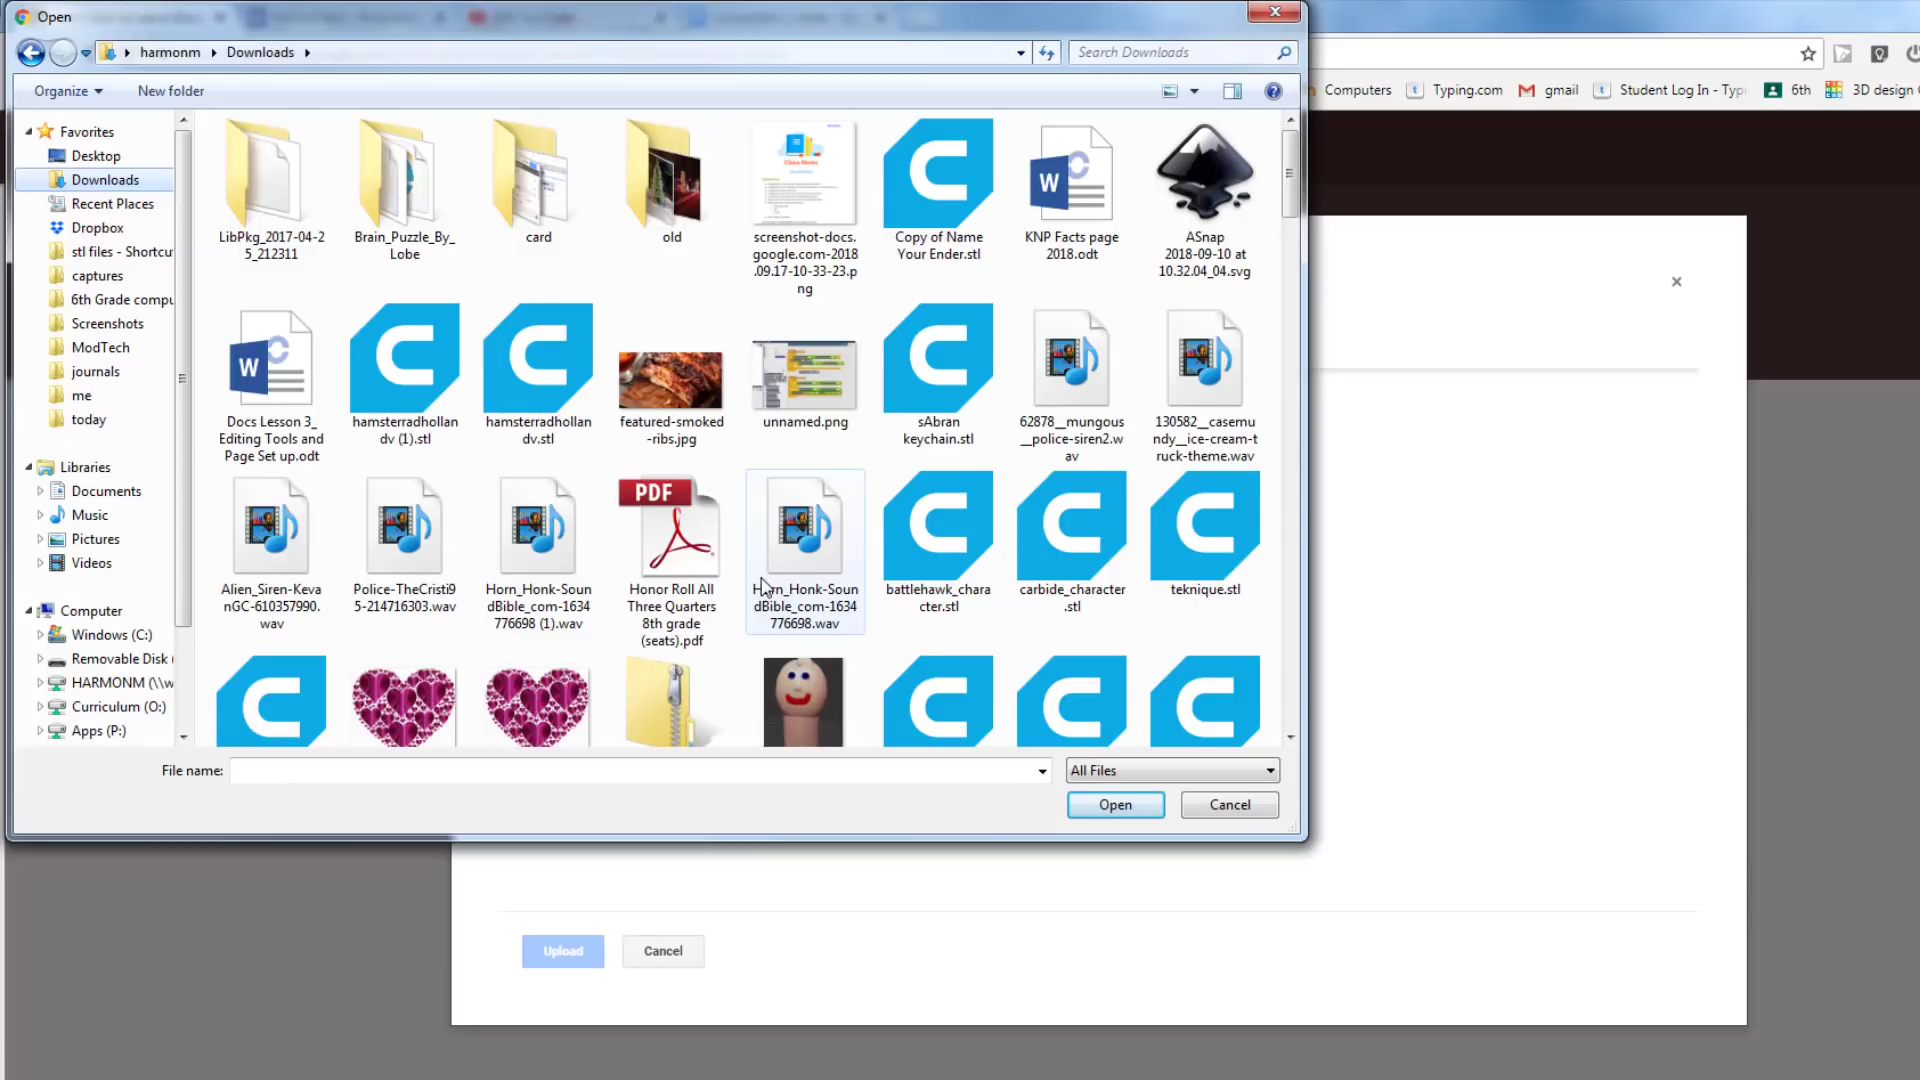 Open
harmonm
Downloads
Search Downloads
Organize
New folder
Computers
Typing.com
gmail
Student Log In - Typi
6th
3D design
Favorites
Desktop
Downloads
Recent Places
Dropbox
stl files - Shortcu
captures
6th Grade compu
Screenshots
ModTech
journals
me
today
Libraries
Documents
Music
Pictures
Videos
Computer
Windows (C:)
Removable Disk (
HARMONM (\\w
Curriculum (O:)
Apps (P:)
LibPkg_2017-04-2
5_212311
Brain_Puzzle_By_
Lobe
card
old
Class Notes
screenshot-docs.
google.com-2018
.09.17-10-33-23.p
ng
Copy of Name
Your Ender.stl
W
KNP Facts page
2018.odt
ASnap
2018-09-10 at
10.32.04_04.svg
W
Docs Lesson 3_
Editing Tools and
Page Set up.odt
hamsterradhollan
dv (1).stl
hamsterradhollan
dv.stl
featured-smoked
-ribs.jpg
unnamed.png
sAbran
keychain.stl
62878__mungous
__police-siren2.w
av
130582__casemu
ndy__ice-cream-t
ruck-theme.wav
Alien_Siren-Keva
nGC-610357990.
wav
Police-TheCristi9
5-214716303.wav
Horn_Honk-Soun
dBible_com-1634
776698 (1).wav
PDF
Honor Roll All
Three Quarters
8th grade
(seats).pdf
Horn_Honk-Soun
dBible_com-1634
776698.wav
battlehawk_chara
cter.stl
carbide_character
.stl
teknique.stl
File name:
All Files
Open
Cancel
Upload
Cancel